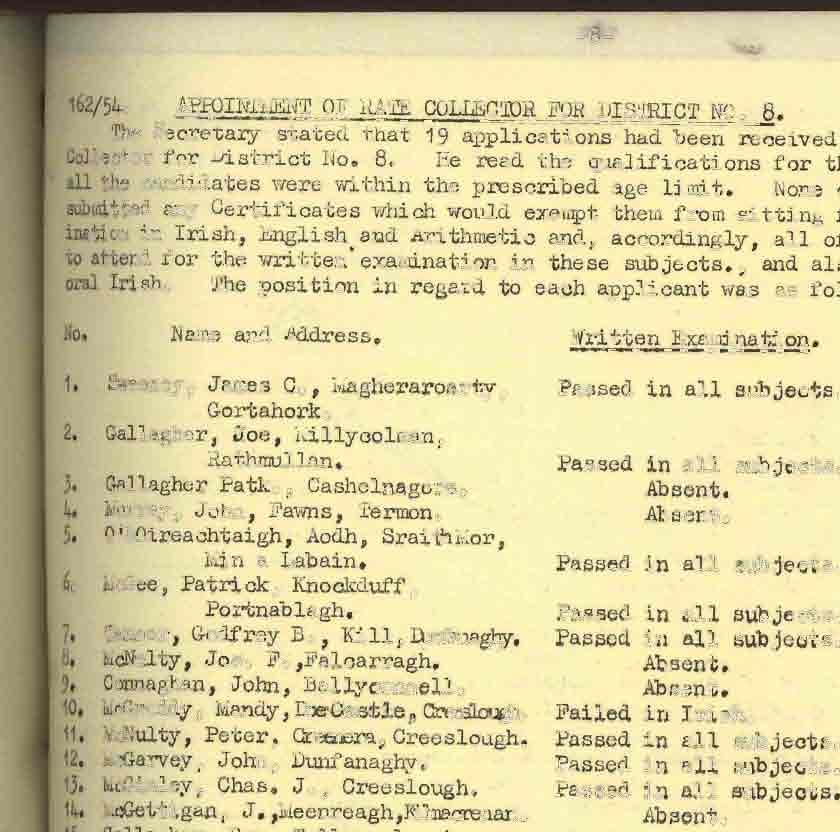 162/54 APPOINTMENT OF RATE COLLECTOR FOR DISTRICT NO. 8.
The Secretary stated that 19 applications had been received
Collector for District No. 8. He read the qualifications for th
all the candidates were within the prescribed age limit. None
submitted any Certificates which would exempt them from sitting
ination in Irish, English and Arithmetic and, accordingly, all of
to attend for the written examination in these subjects., and als
oral Irish. The position in regard to each applicant was as fol
No. Name and Address. Written Examination.
1. Sweeney, James C., Magheraroarty Passed in all subjects.
Gortahork.
2. Gallagher, Joe, Killycolman,
Rathmullan. Passed in all subjects.
3. Gallagher Patk., Cashelnagore. Absent.
4. John, Fawns, Termon. Absent.
5. O'Oireachtaigh, Aodh, SraithMor,
Min a Labain. Passed in all subjects
6. McGee, Patrick Knockduff
Portnablagh. Passed in all subjects.
7. Godfrey B., Kill, Dunfanaghy. Passed in all subjects.
8. McNulty, Jos. F., Falcarragh. Absent.
9. Connaghan, John, Ballyconnell. Absent.
10. Mandy, DoeCastle, Creeslough Failed in Irish.
11. McNulty, Peter. Creeslough. Passed in all subjects.
12. McGarvey, John, Dunfanaghy. Passed in all subjects.
13. McGinley, Chas. J., Creeslough. Passed in all subjects.
14. McGettigan, J., Meenreagh, Kilmacrenan. Absent.